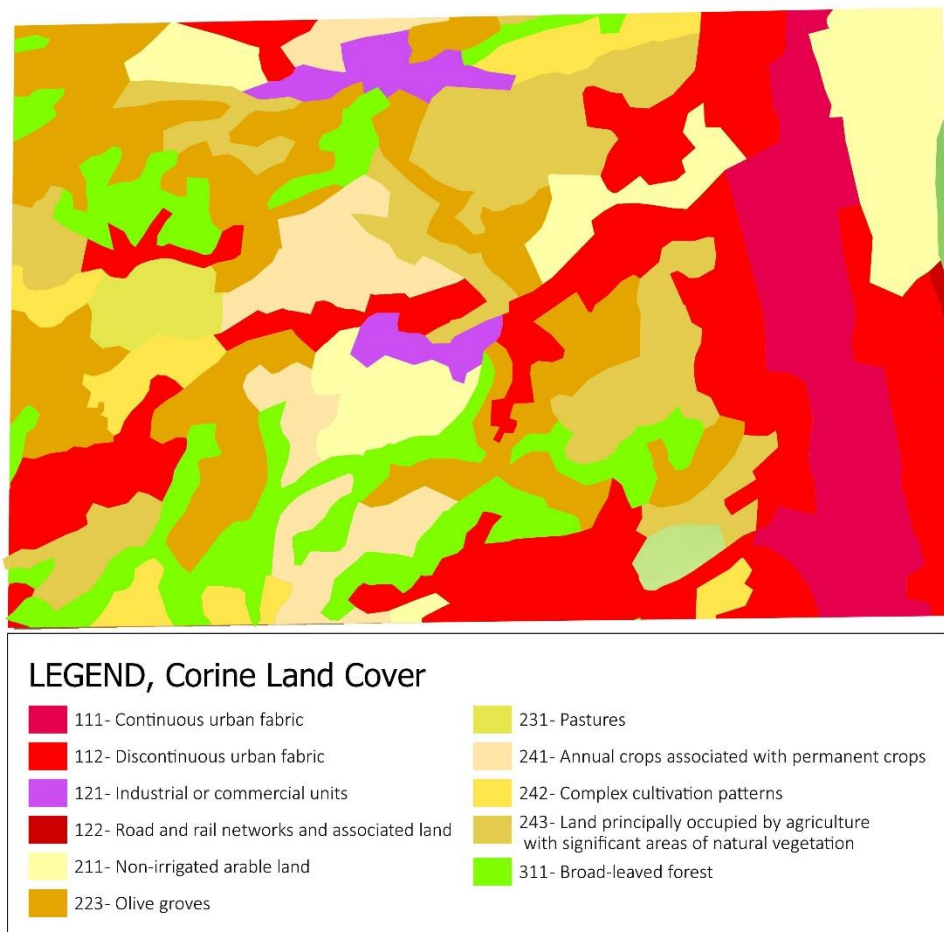 LEGEND, Corine Land Cover
111- Continuous urban fabric
112- Discontinuous urban fabric
121- Industrial or commercial units
122- Road and rail networks and associated land
211- Non-irrigated arable land
223- Olive groves
231- Pastures
241- Annual crops associated with permanent crops
242- Complex cultivation patterns
243- Land principally occupied by agriculture
with significant areas of natural vegetation
311- Broad-leaved forest